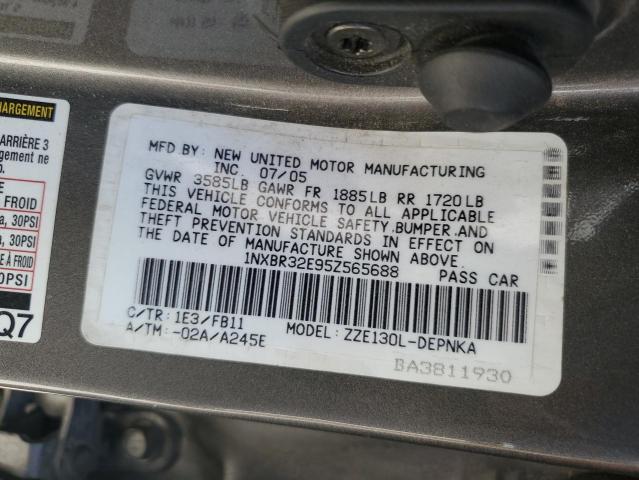 HARGEMENT
ARRIÈRE 3
gement ne
FROID
a, 30PSI
a, 30PSI
À FROID
0PSI
Q7
MFD BY: NEW UNITED MOTOR MANUFACTURING
INC 07/05
GVWR 3585LB GAWR FR 1885LB RR 1720LB
THIS VEHICLE CONFORMS TO ALL APPLICABLE
FEDERAL MOTOR VEHICLE SAFETY,BUMPER,AND
THEFT PREVENTION STANDARDS IN EFFECT ON
THE DATE OF MANUFACTURE SHOWN ABOVE.
1NXBR32E95Z565688 PASS CAR
C/TR: 1E3/FB11 MODEL: ZZE130L-DEPNKA
A/TM: -02A/A245E
BA3811930